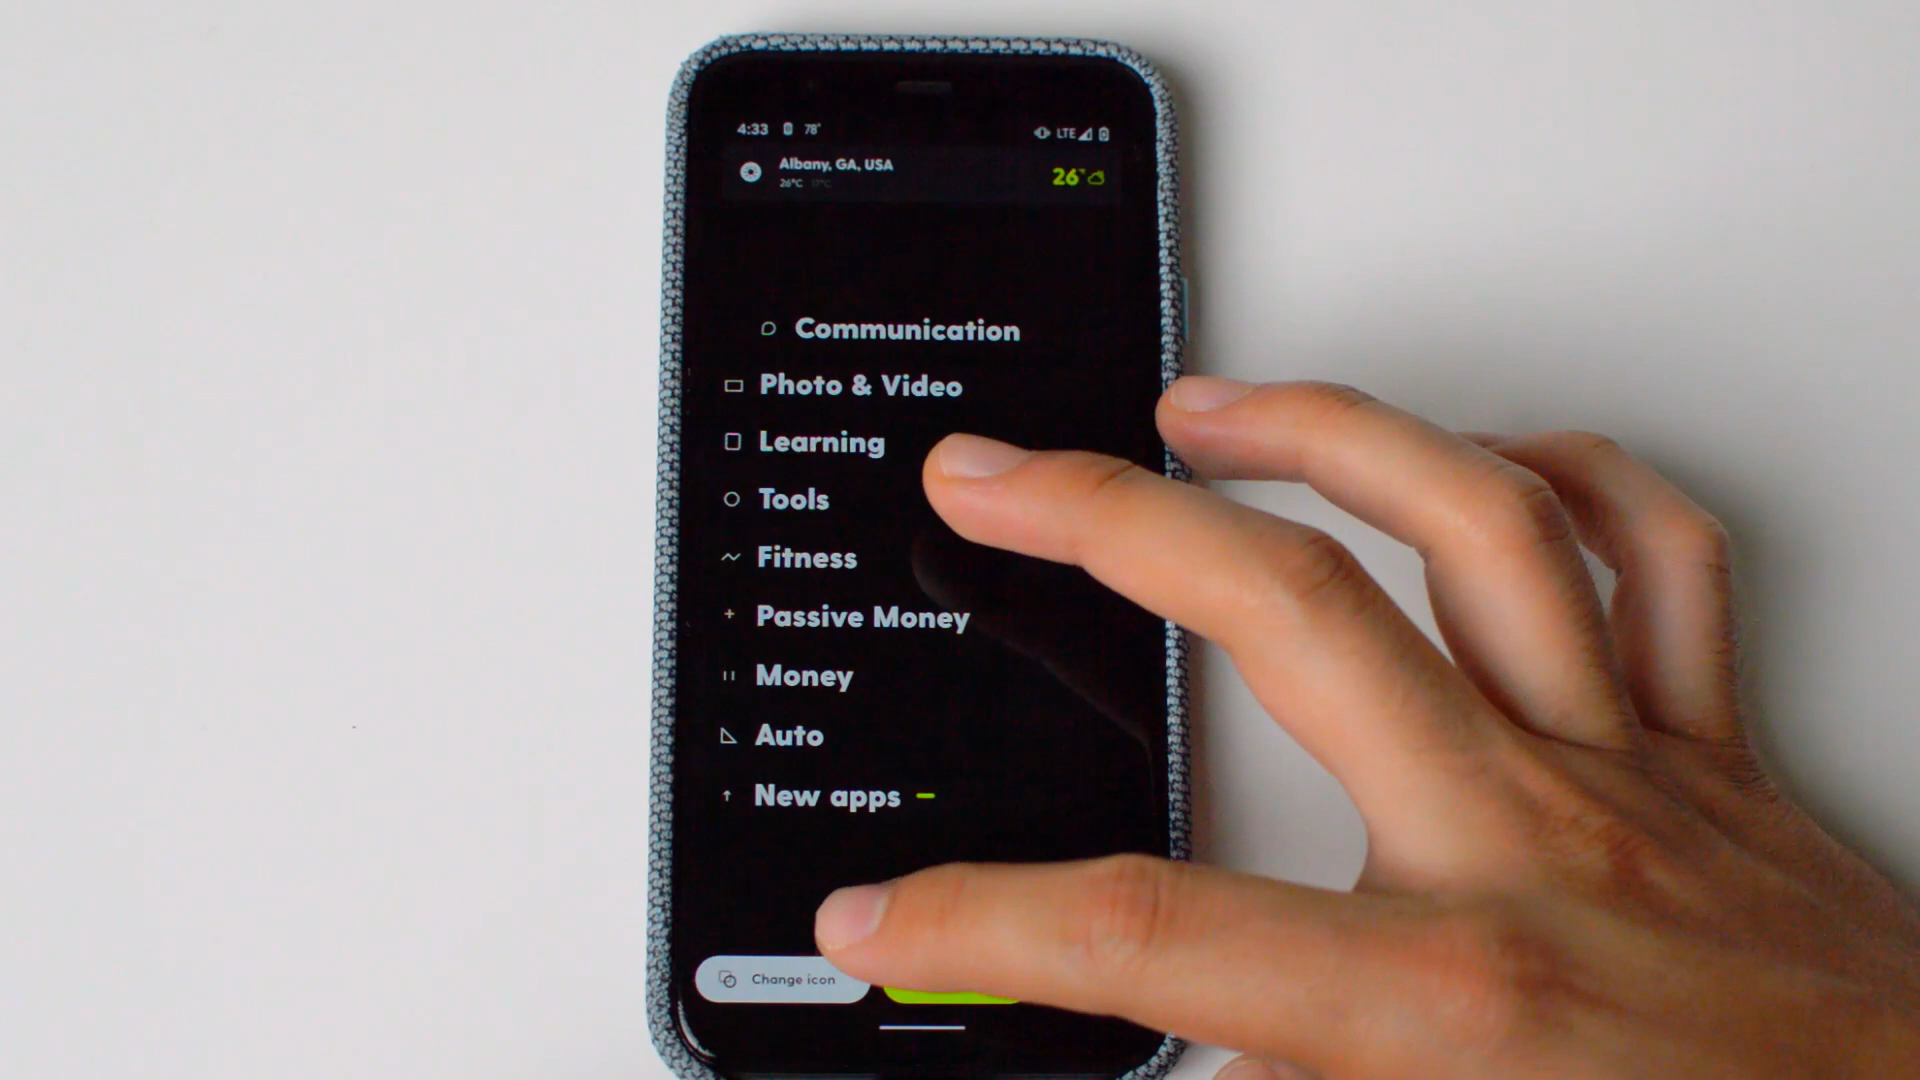 4:33 78°
LTE
Albany, GA, USA
26°C 17°C
26°
Communication
Photo & Video
Learning
Tools
Fitness
Passive Money
Money
Auto
New apps
Change icon